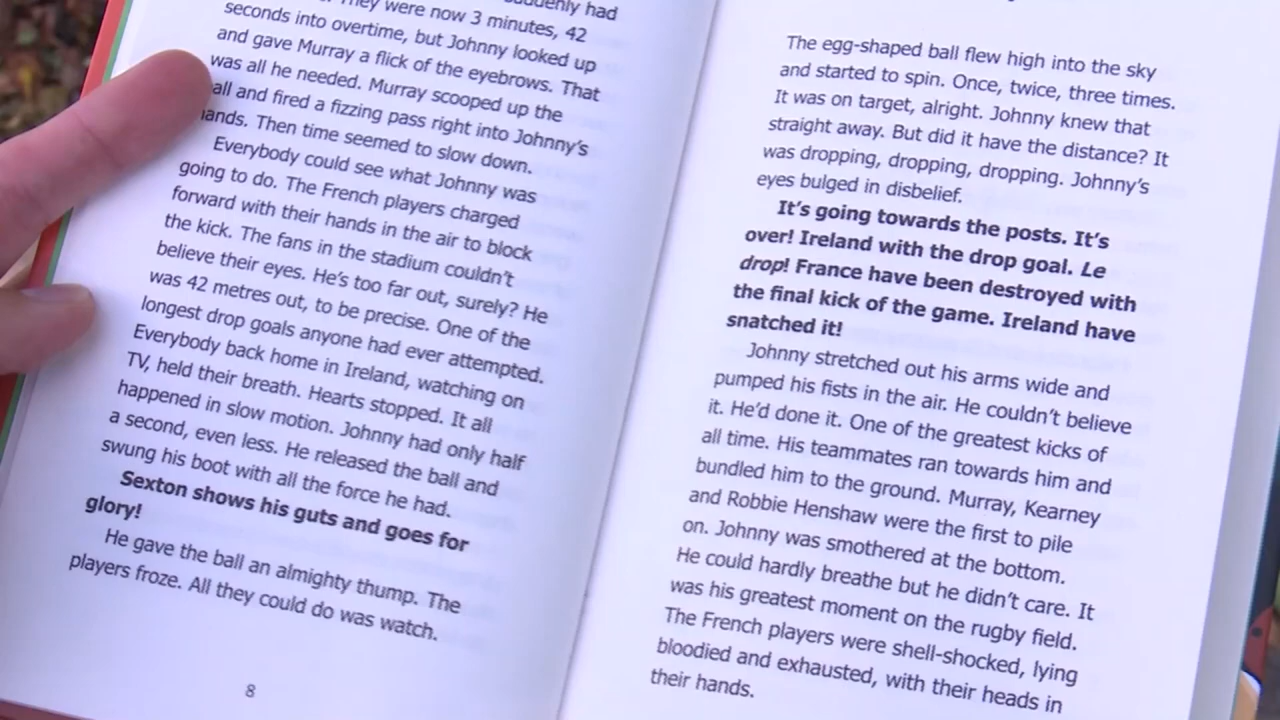 suddenly had
They were now 3 minutes, 42
seconds into overtime, but Johnny looked up
and gave Murray a flick of the eyebrows. That
was all he needed. Murray scooped up the
all and fired a fizzing pass right into Johnny's
ands. Then time seemed to slow down.
Everybody could see what Johnny was
going to do. The French players charged
forward with their hands in the air to block
the kick. The fans in the stadium couldn't
believe their eyes. He's too far out, surely? He
was 42 metres out, to be precise. One of the
longest drop goals anyone had ever attempted.
Everybody back home in Ireland, watching on
TV, held their breath. Hearts stopped. It all
happened in slow motion. Johnny had only half
a second, even less. He released the ball and
swung his boot with all the force he had.
Sexton shows his guts and goes for
glory!
He gave the ball an almighty thump. The
players froze. All they could do was watch.
8
The egg-shaped ball flew high into the sky
and started to spin. Once, twice, three times.
It was on target, alright. Johnny knew that
straight away. But did it have the distance? It
was dropping, dropping, dropping. Johnny's
eyes bulged in disbelief.
It's going towards the posts. It's
over! Ireland with the drop goal. Le
drop! France have been destroyed with
the final kick of the game. Ireland have
snatched it!
Johnny stretched out his arms wide and
pumped his fists in the air. He couldn't believe
it. He'd done it. One of the greatest kicks of
all time. His teammates ran towards him and
bundled him to the ground. Murray, Kearney
and Robbie Henshaw were the first to pile
on. Johnny was smothered at the bottom.
He could hardly breathe but he didn't care. It
was his greatest moment on the rugby field.
The French players were shell-shocked, lying
bloodied and exhausted, with their heads in
their hands.